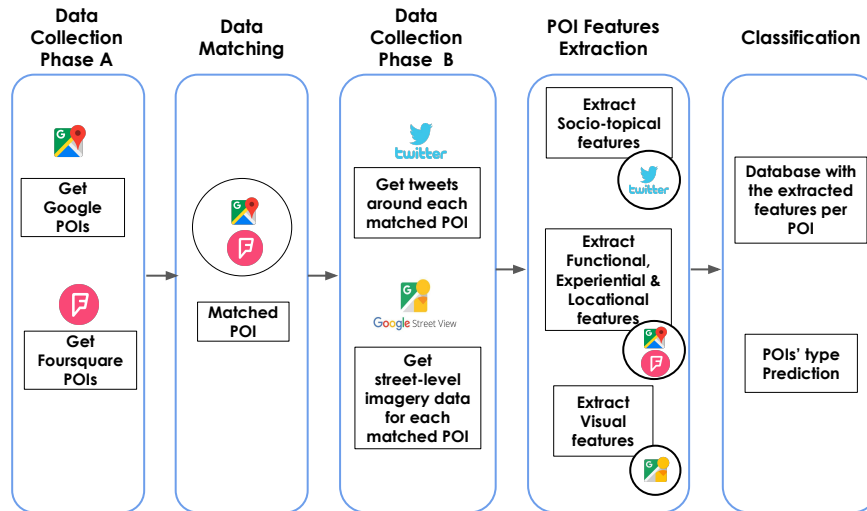 Data
Collection
Phase A
Data
Matching
Data
Collection
Phase B
POI Features
Extraction
Classification
Get
Google
POIs
Get
Foursquare
POIs
Matched
POI
twitter
Get tweets
around each
matched POI
Google Street View
Get
street-level
imagery data
for each
matched POI
Extract
Socio-topical
features
twitter
Extract
Functional,
Experiential &
Locational
features
Extract
Visual
features
Database with
the extracted
features per
POI
POIs' type
Prediction